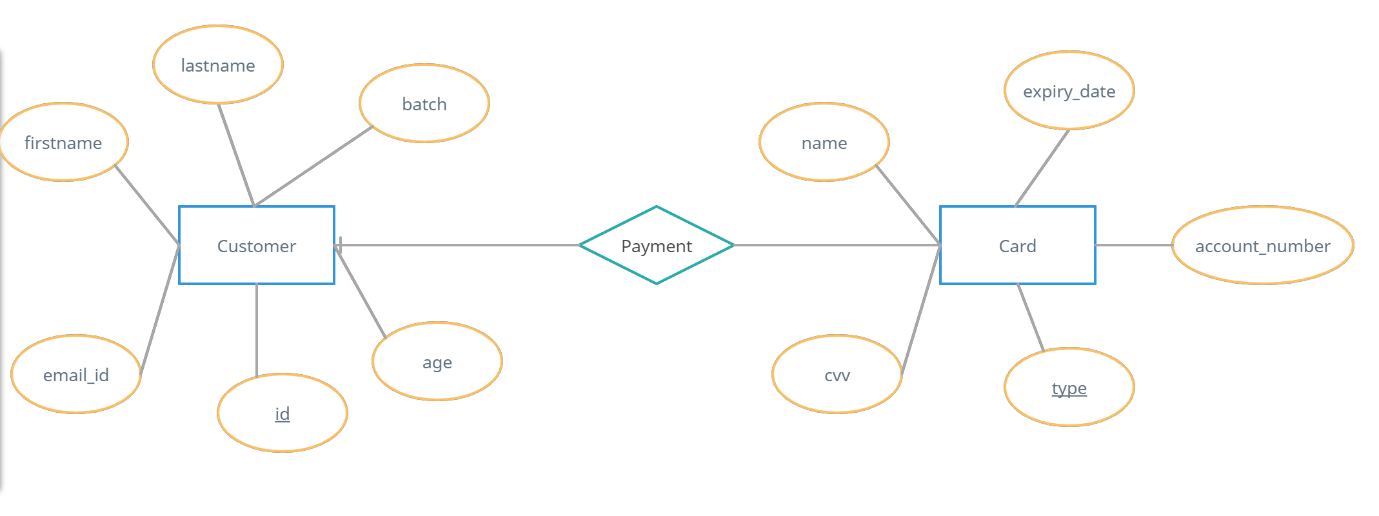 lastname
expiry_date
batch
firstname
name
Customer
Payment
Card
account_number
age
email_id
cvv
type
id